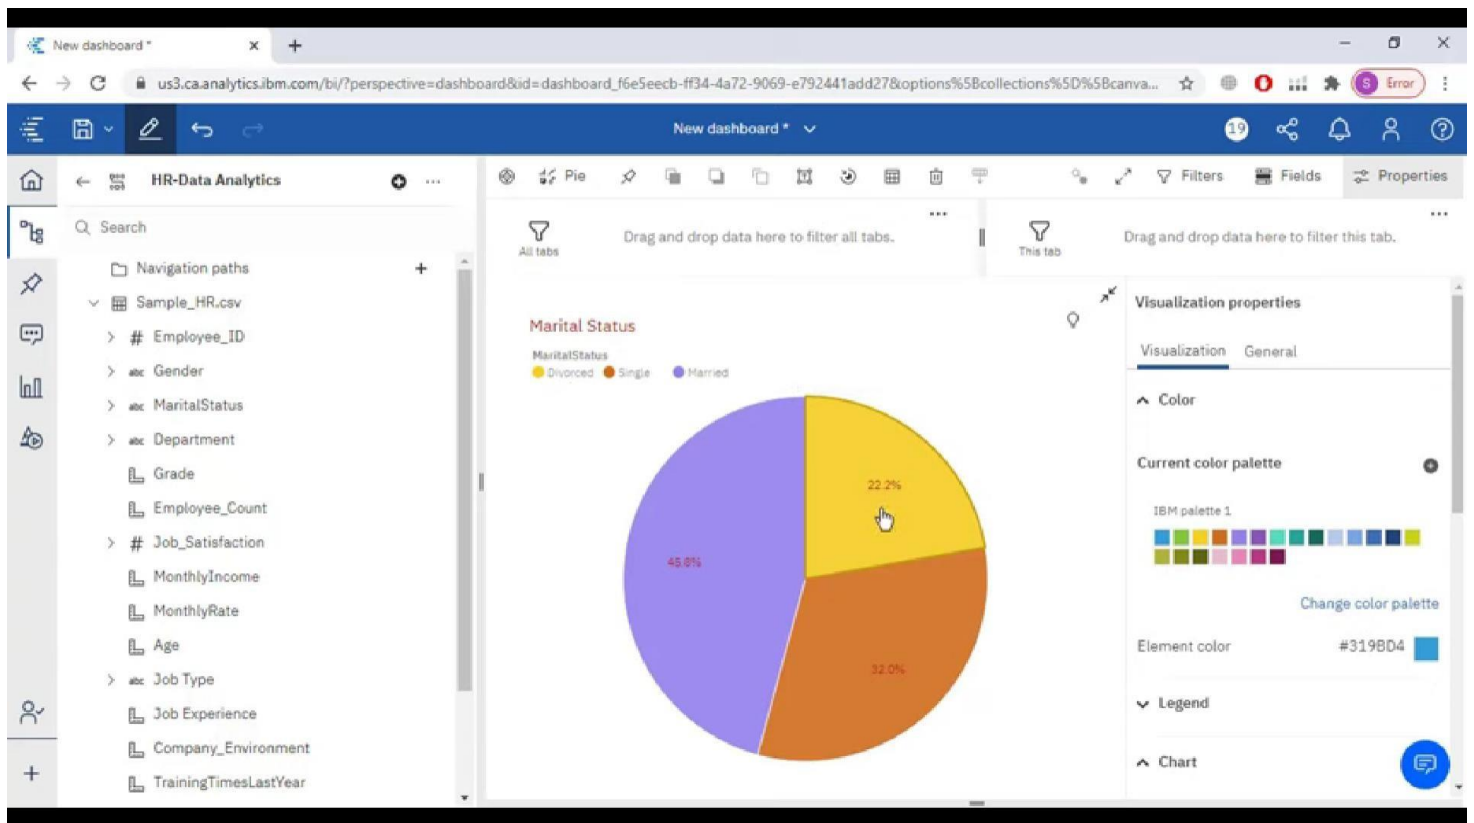 New dashboard *
us3.ca.analytics.ibm.com/bi/?perspective=dashboard&id=dashboard_f6e5eecb-ff34-4a72-9069-e792441add27&options%5Bcollections%5D%5Bcanva...
S Error
New dashboard *
19
HR-Data Analytics
Pie
Filters
Fields
Properties
Search
All tabs
Drag and drop data here to filter all tabs.
This tab
Drag and drop data here to filter this tab.
Navigation paths
Sample_HR.csv
# Employee_ID
abc Gender
abc MaritalStatus
abc Department
Grade
Employee_Count
# Job_Satisfaction
MonthlyIncome
MonthlyRate
Age
abc Job Type
Job Experience
Company_Environment
TrainingTimesLastYear
Marital Status
MaritalStatus
Divorced Single Married
22.2%
45.8%
32.0%
Visualization properties
Visualization General
Color
Current color palette
IBM palette 1
Change color palette
Element color #319BD4
Legend
Chart